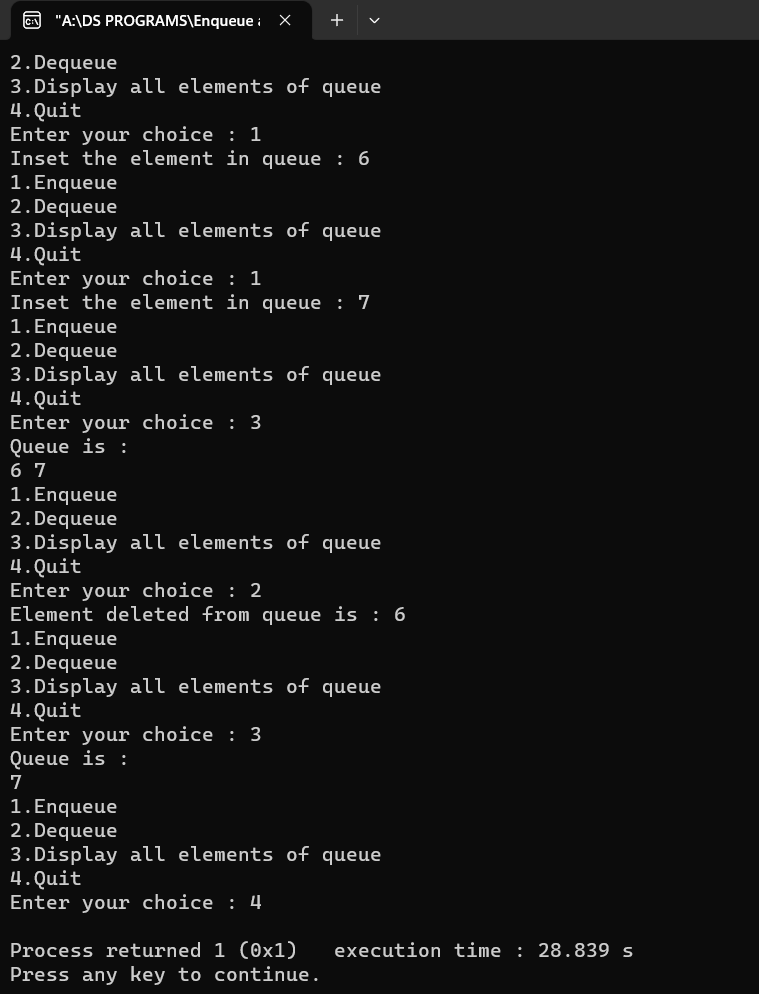 "A:\DS PROGRAMS\Enqueue
2.Dequeue
3.Display all elements of queue
4.Quit
Enter your choice : 1
Inset the element in queue : 6
1.Enqueue
2.Dequeue
3.Display all elements of queue
4.Quit
Enter your choice : 1
Inset the element in queue : 7
1.Enqueue
2.Dequeue
3.Display all elements of queue
4.Quit
Enter your choice : 3
Queue is :
6 7
1.Enqueue
2.Dequeue
3.Display all elements of queue
4.Quit
Enter your choice : 2
Element deleted from queue is : 6
1.Enqueue
2.Dequeue
3.Display all elements of queue
4.Quit
Enter your choice : 3
Queue is :
7
1.Enqueue
2.Dequeue
3.Display all elements of queue
4.Quit
Enter your choice : 4
Process returned 1 (0x1)   execution time : 28.839 s
Press any key to continue.